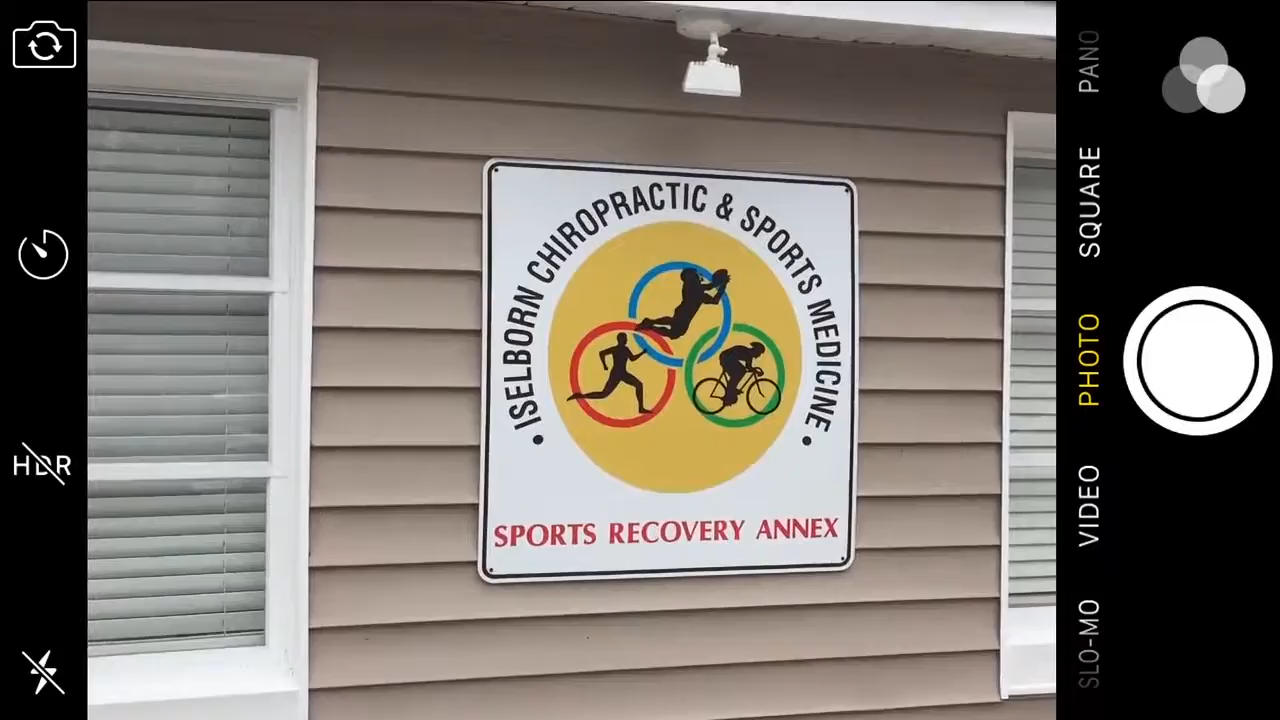 ISELBORN CHIROPRACTIC & SPORTS MEDICINE
SPORTS RECOVERY ANNEX
HDR
PANO
SQUARE
PHOTO
VIDEO
SLO-MO